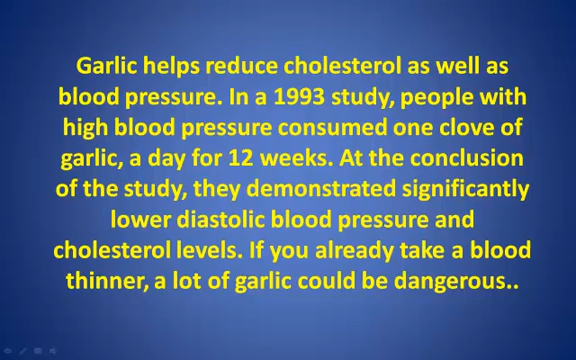 Garlic helps reduce cholesterol as well as
blood pressure. In a 1993 study, people with
high blood pressure consumed one clove of
garlic, a day for 12 weeks. At the conclusion
of the study, they demonstrated significantly
lower diastolic blood pressure and
cholesterol levels. If you already take a blood
thinner, a lot of garlic could be dangerous..